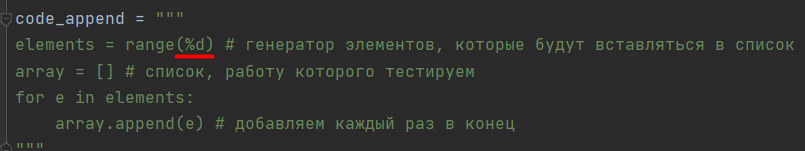 code_append = """
elements = range(%d) # генератор элементов, которые будут вставляться в список
array = [] # список, работу которого тестируем
for e in elements:
    array.append(e) # добавляем каждый раз в конец
"""